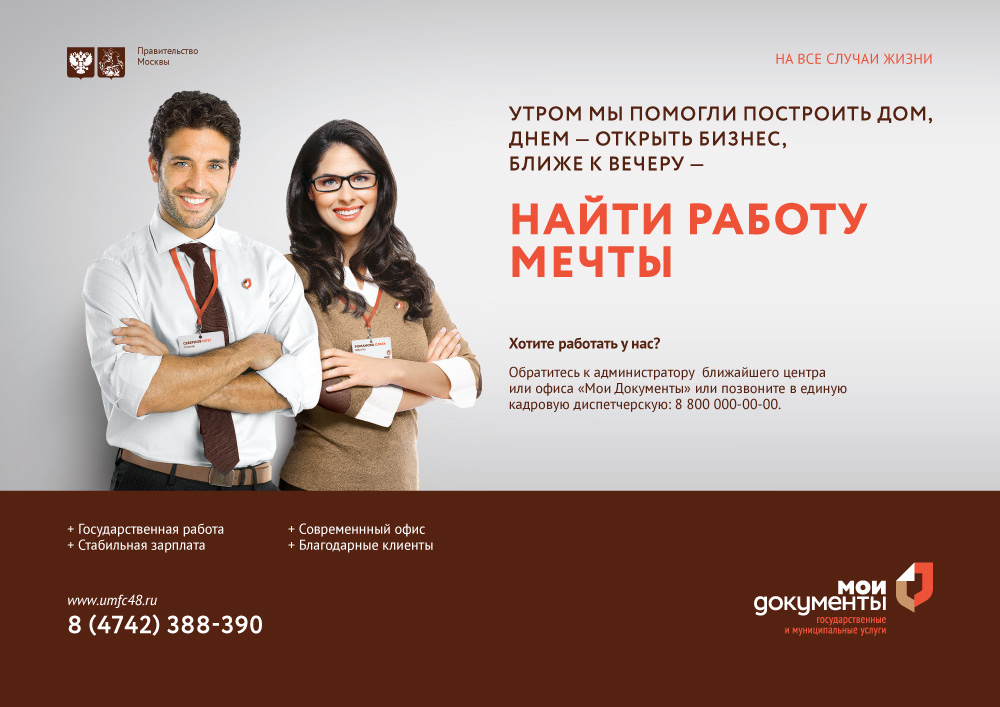 Правительство
Москвы
НА ВСЕ СЛУЧАИ ЖИЗНИ
УТРОМ МЫ ПОМОГЛИ ПОСТРОИТЬ ДОМ,
ДНЕМ — ОТКРЫТЬ БИЗНЕС,
БЛИЖЕ К ВЕЧЕРУ —
НАЙТИ РАБОТУ
МЕЧТЫ
Хотите работать у нас?
Обратитесь к администратору ближайшего центра
или офиса «Мои Документы» или позвоните в единую
кадровую диспетчерскую: 8 800 000-00-00.
+ Государственная работа
+ Стабильная зарплата
+ Современнный офис
+ Благодарные клиенты
www.umfc48.ru
8 (4742) 388-390
мои
документы
государственные
и муниципальные услуги